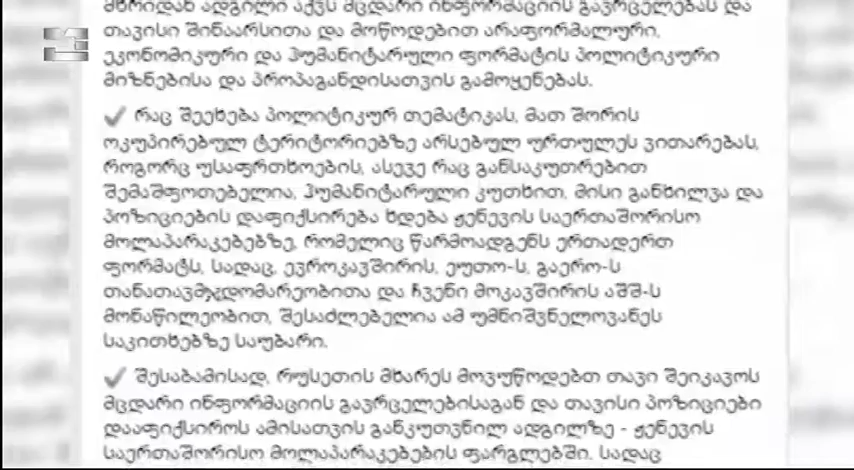 მხრიდან ადგილი აქვს მცდარი ინფორმაციის გავრცელებას და
თავისი შინაარსითა და მოწოდებით არაფორმალური,
ეკონომიკური და ჰუმანიტარული ფორმატის პოლიტიკური
მიზნებისა და პროპაგანდისათვის გამოყენებას.
✔ რაც შეეხება პოლიტიკურ თემატიკას, მათ შორის
ოკუპირებულ ტერიტორიებზე არსებულ ურთულეს ვითარებას,
როგორც უსაფრთხოების, ასევე რაც განსაკუთრებით
შემაშფოთებელია, ჰუმანიტარული კუთხით, მისი განხილვა და
პოზიციების დაფიქსირება ხდება ჟენევის საერთაშორისო
მოლაპარაკებებზე, რომელიც წარმოადგენს ერთადერთ
ფორმატს, სადაც, ევროკავშირის, ეუთო-ს, გაერო-ს
თანათავმჯდომარეობითა და ჩვენი მოკავშირის აშშ-ს
მონაწილეობით, შესაძლებელია ამ უმნიშვნელოვანეს
საკითხებზე საუბარი.
✔ შესაბამისად, რუსეთის მხარეს მოვუწოდებთ თავი შეიკავოს
მცდარი ინფორმაციის გავრცელებისაგან და თავისი პოზიციები
დააფიქსიროს ამისათვის განკუთვნილ ადგილზე - ჟენევის
საერთაშორისო მოლაპარაკებების ფარგლებში, სადაც